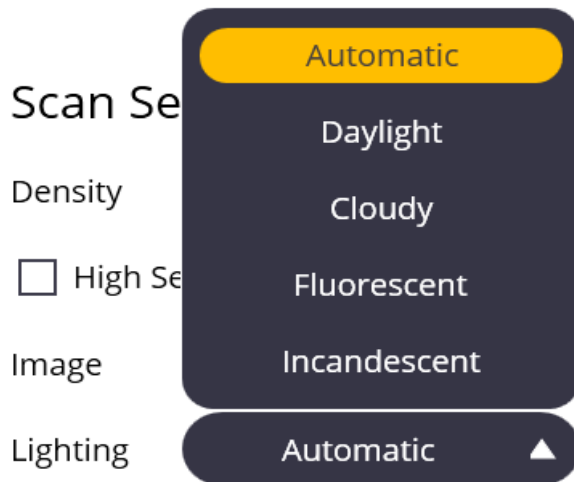 Automatic
Scan Se
Daylight
Density
Cloudy
High Se
Fluorescent
Image
Incandescent
Lighting Automatic